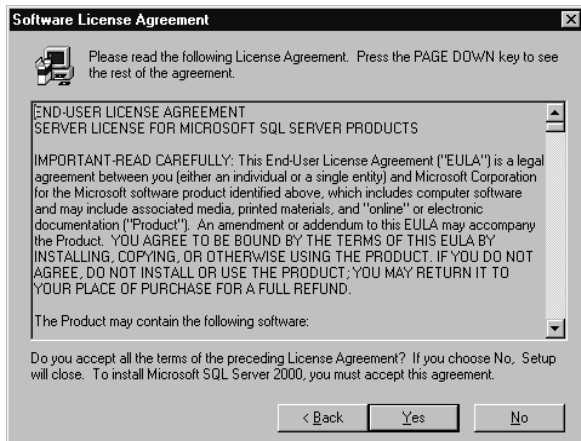 Software License Agreement
Please read the following License Agreement. Press the PAGE DOWN key to see
the rest of the agreement.
END-USER LICENSE AGREEMENT
SERVER LICENSE FOR MICROSOFT SQL SERVER PRODUCTS
IMPORTANT-READ CAREFULLY: This End-User License Agreement ("EULA") is a legal
agreement between you (either an individual or a single entity) and Microsoft Corporation
for the Microsoft software product identified above, which includes computer software
and may include associated media, printed materials, and "online" or electronic
documentation ("Product"). An amendment or addendum to this EULA may accompany
the Product. YOU AGREE TO BE BOUND BY THE TERMS OF THIS EULA BY
INSTALLING, COPYING, OR OTHERWISE USING THE PRODUCT. IF YOU DO NOT
AGREE, DO NOT INSTALL OR USE THE PRODUCT; YOU MAY RETURN IT TO
YOUR PLACE OF PURCHASE FOR A FULL REFUND.
The Product may contain the following software:
Do you accept all the terms of the preceding License Agreement? If you choose No, Setup
will close. To install Microsoft SQL Server 2000, you must accept this agreement.
< Back Yes No